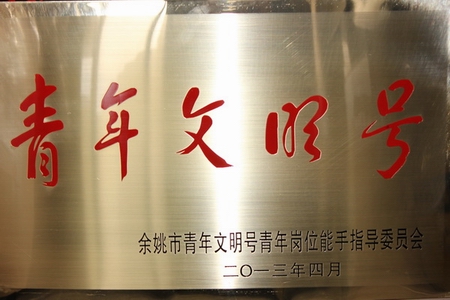 青年文明号
余姚市青年文明号青年岗位能手指导委员会
二〇一三年四月